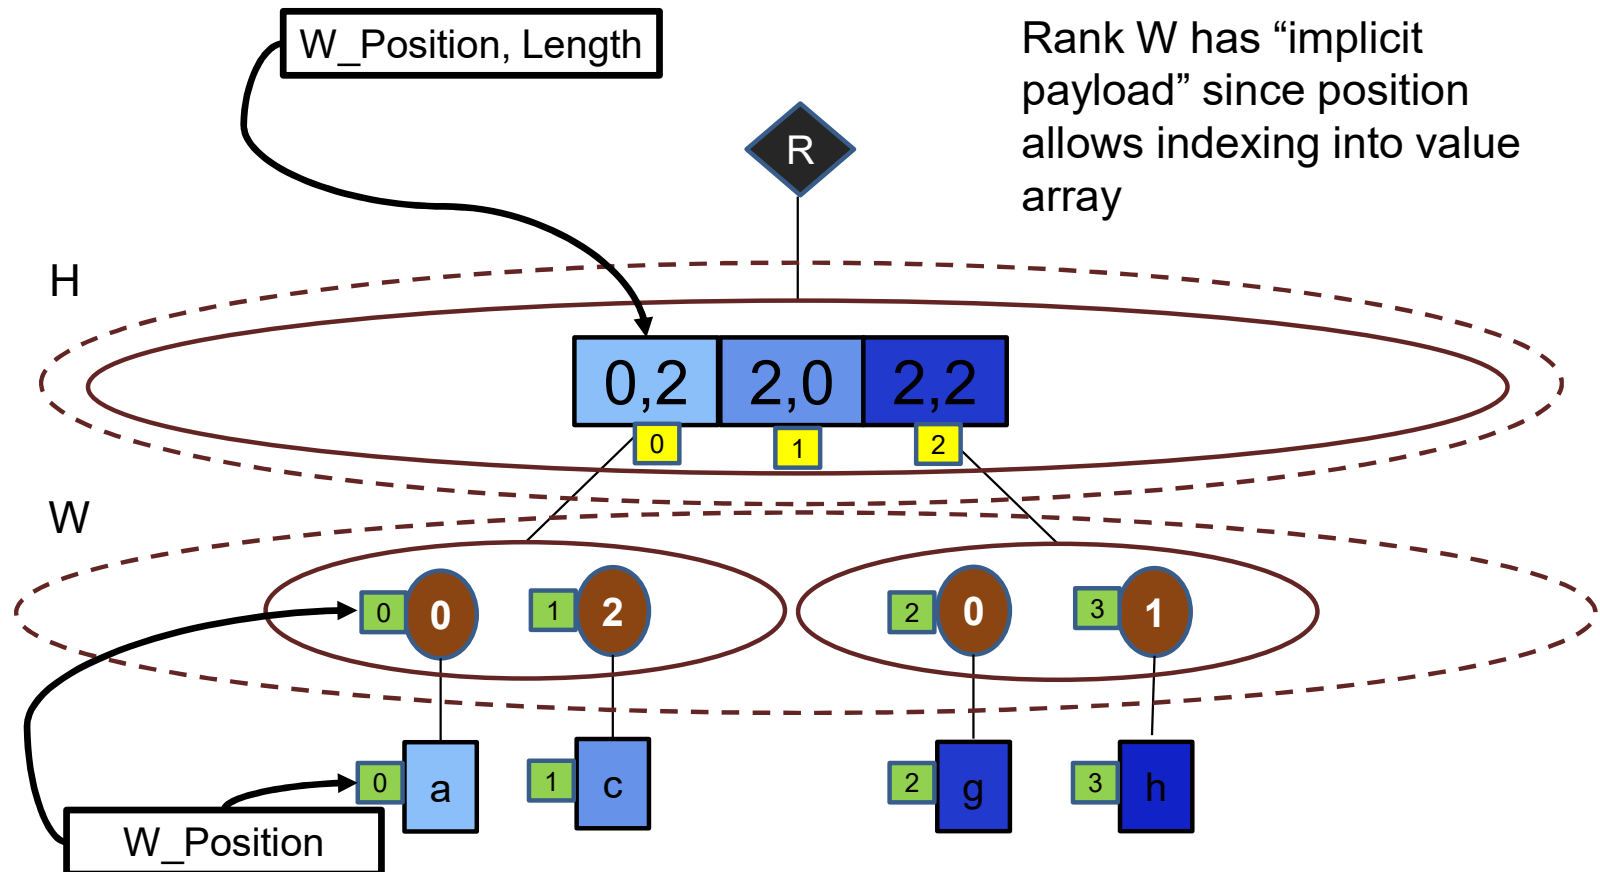 W_Position, Length
Rank W has “implicit
payload” since position
allows indexing into value
array
R
H
0,2 2,0 2,2
0 1 2
W
0 0 1 2 2 0 3 1
0 a 1 c 2 g 3 h
W_Position